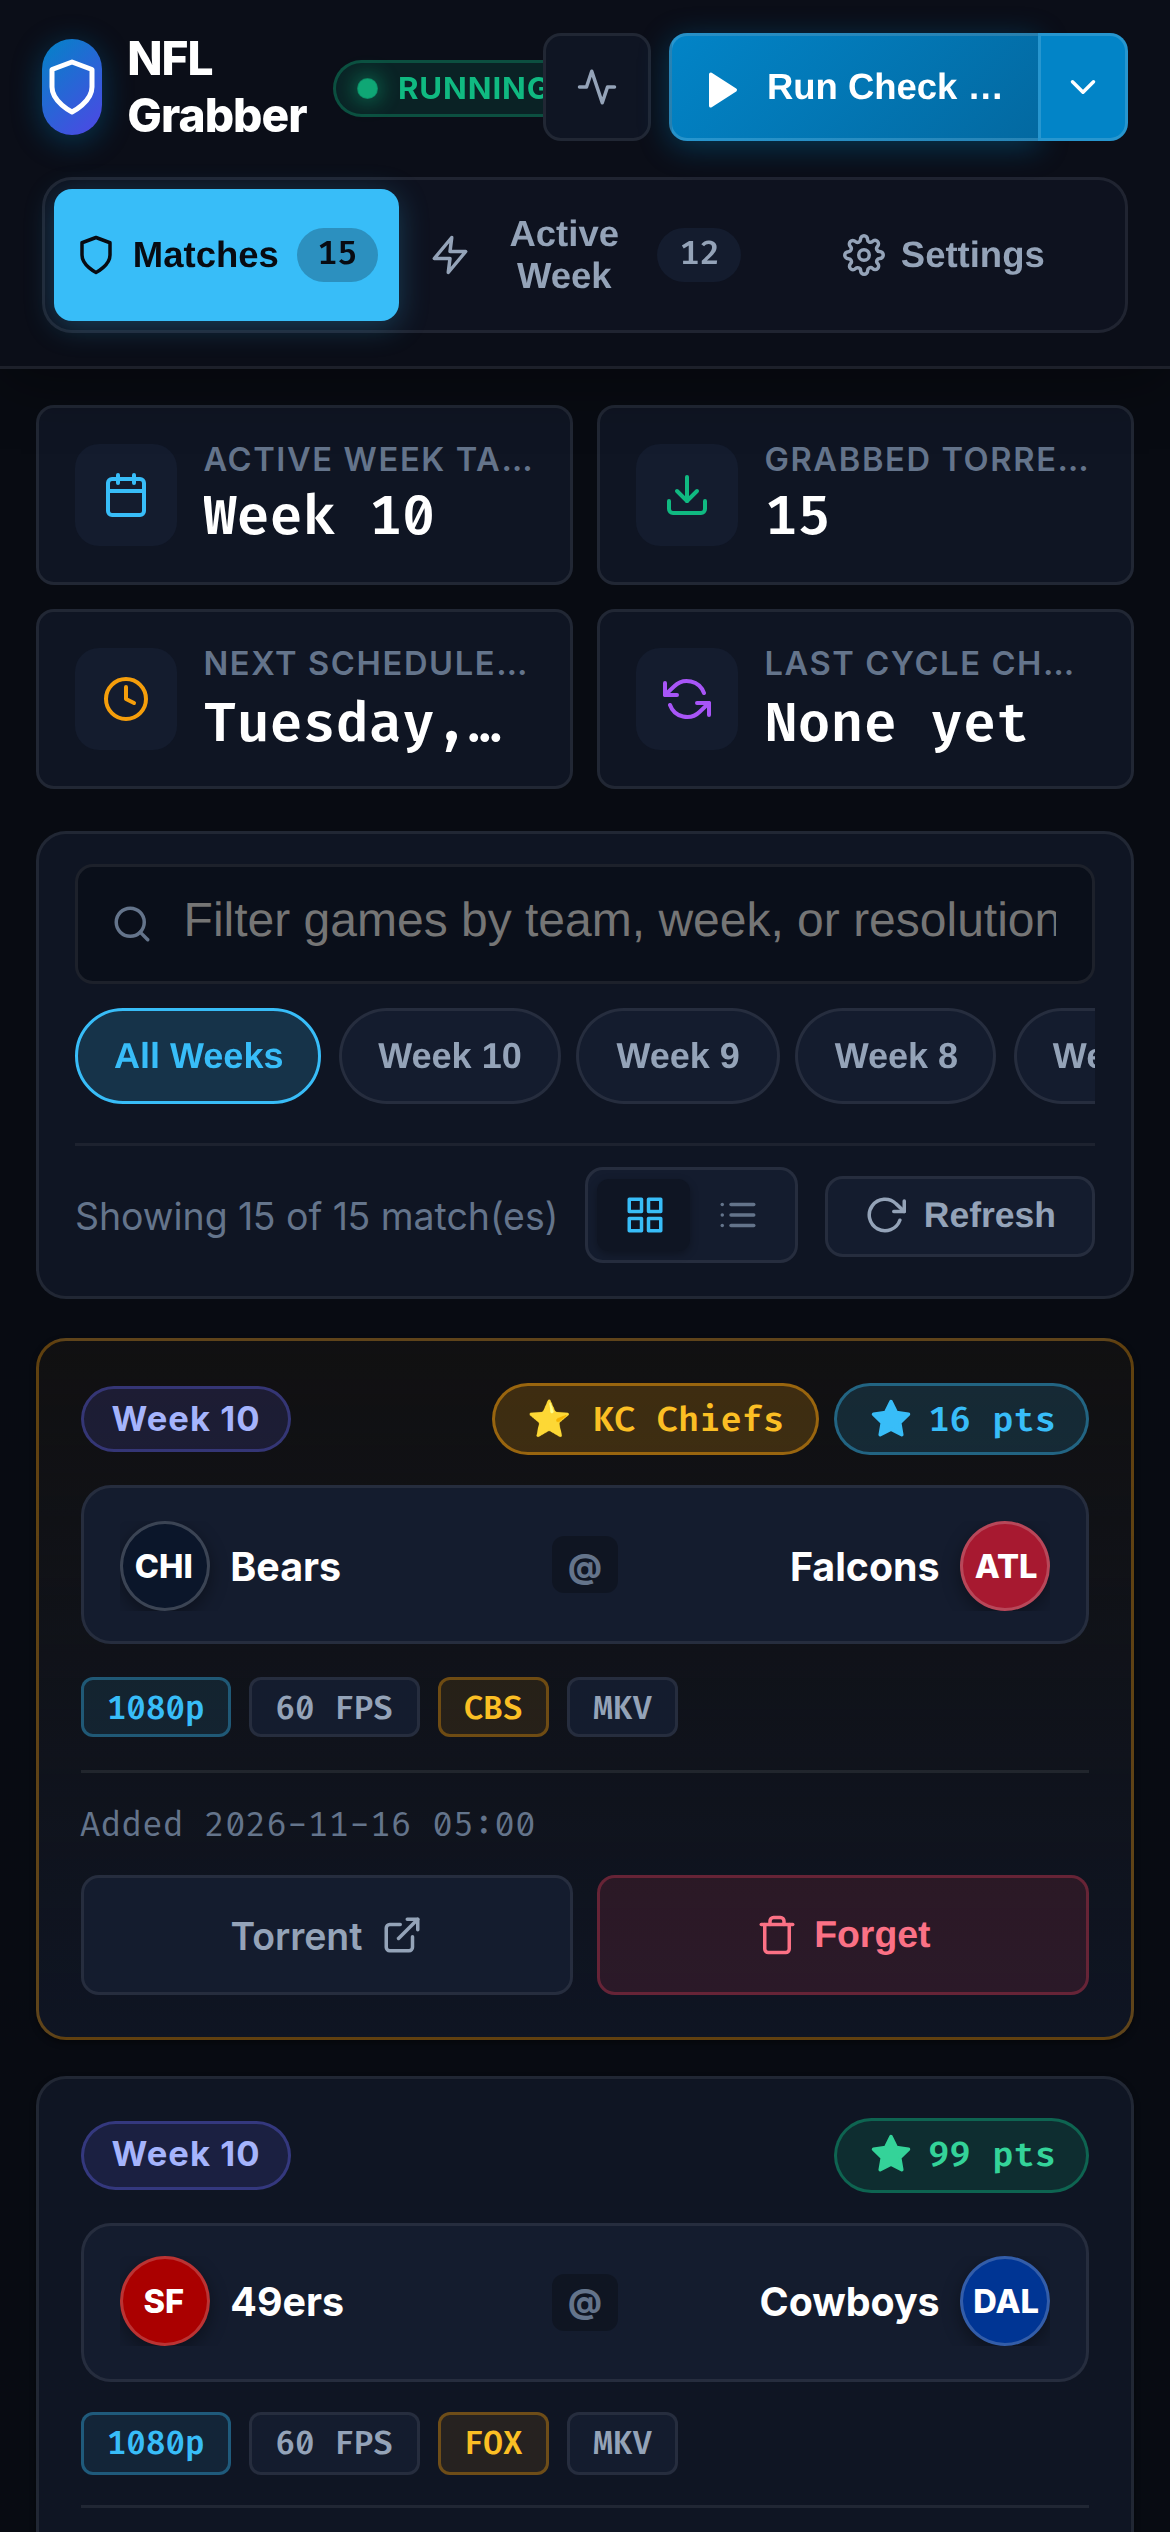 NFL
Grabber
RUNNING
Run Check ...
Matches 15
Active
Week
12
Settings
ACTIVE WEEK TA...
Week 10
GRABBED TORRE...
15
NEXT SCHEDULE...
Tuesday,...
LAST CYCLE CH...
None yet
Filter games by team, week, or resolution
All Weeks
Week 10
Week 9
Week 8
We
Showing 15 of 15 match(es)
Refresh
Week 10
KC Chiefs
16 pts
CHI Bears @ Falcons ATL
1080p 60 FPS CBS MKV
Added 2026-11-16 05:00
Torrent
Forget
Week 10
99 pts
SF 49ers @ Cowboys DAL
1080p 60 FPS FOX MKV